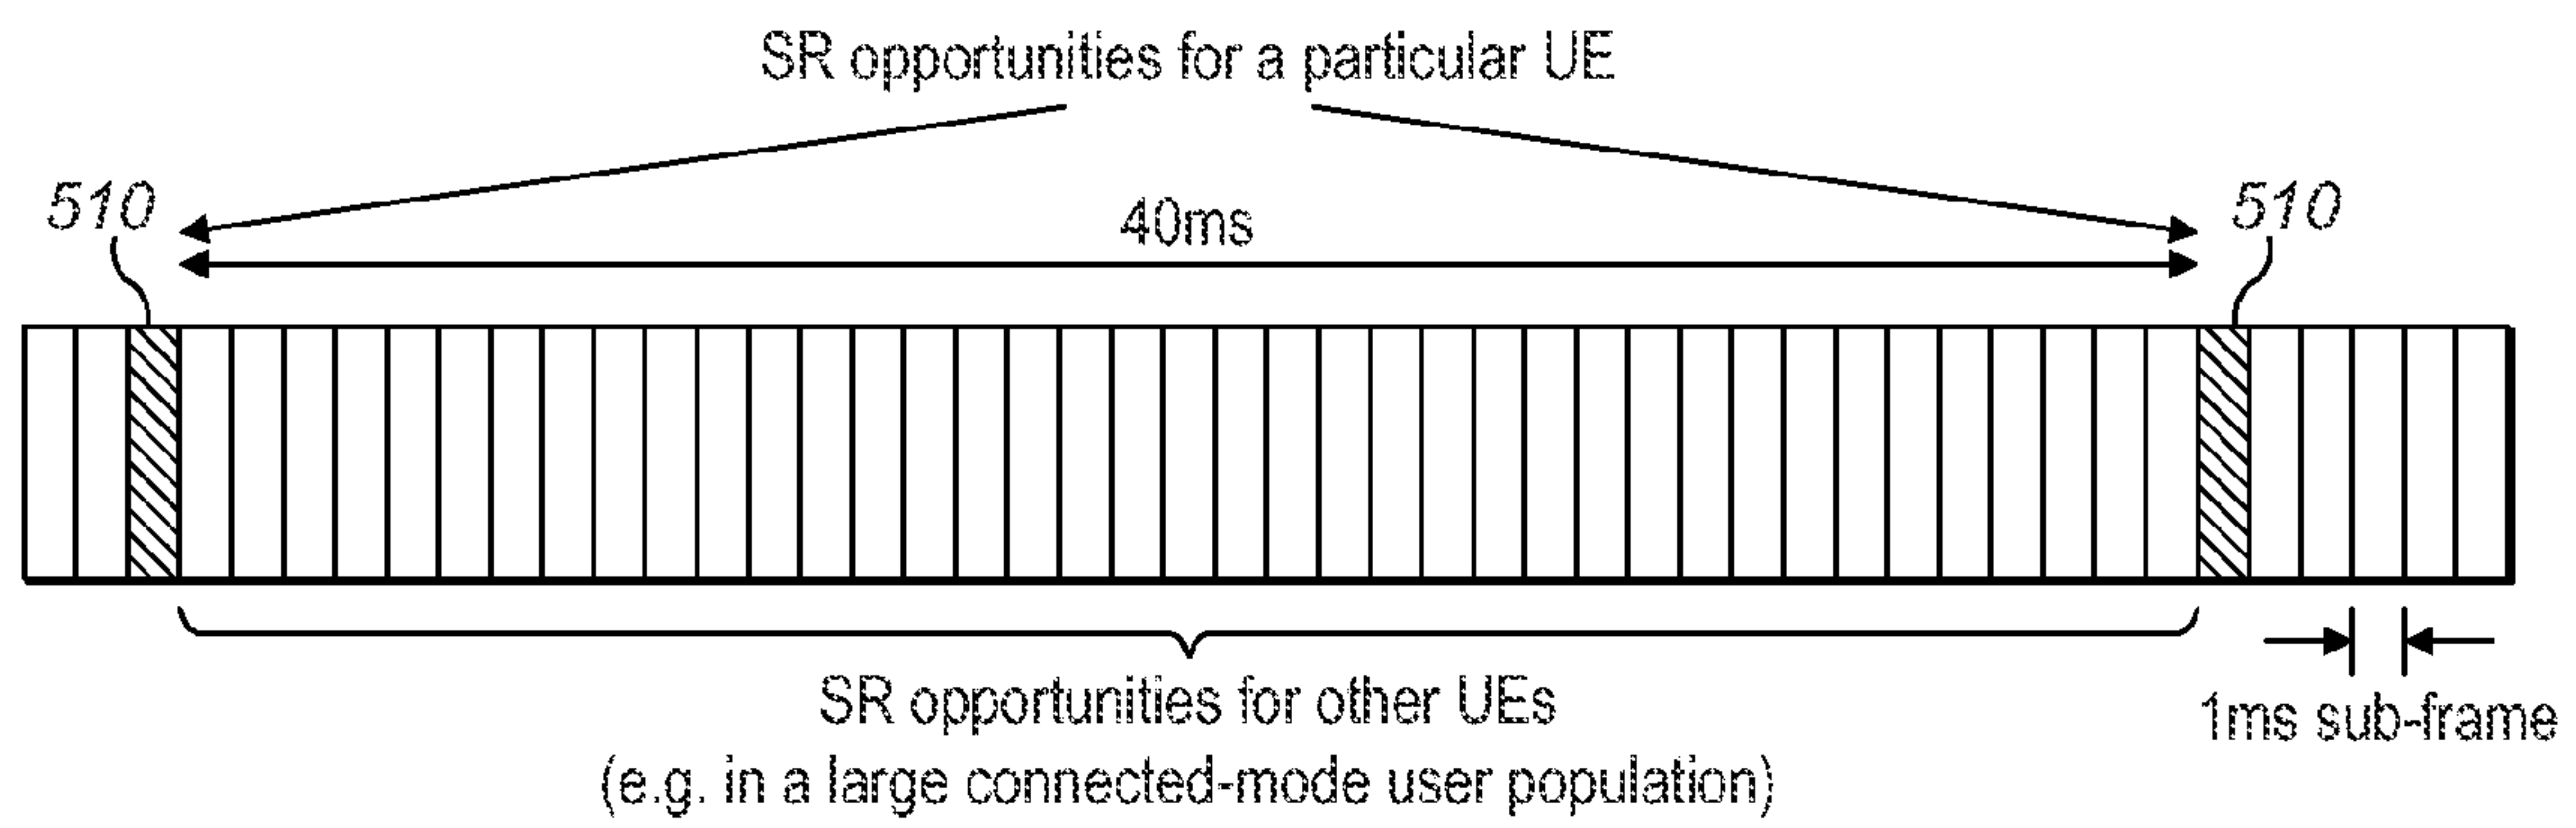 SR opportunities for a particular UE
510
40ms
510
SR opportunities for other UEs
(e.g. in a large connected-mode user population)
1ms sub-frame